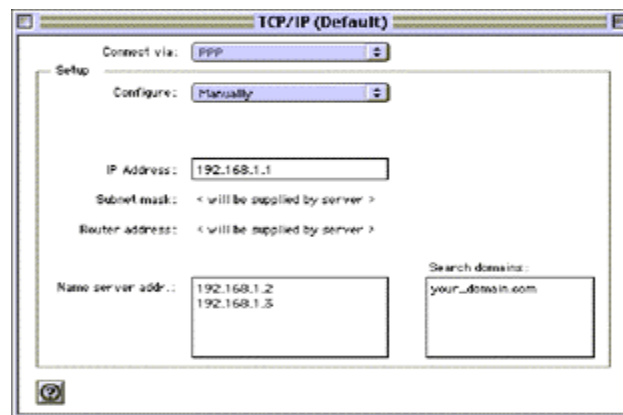 TCP/IP (Default)
Connect via: PPP
Setup
Configure: Manually
IP Address: 192.168.1.1
Subnet mask: < will be supplied by server >
Router address: < will be supplied by server >
Search domains:
Name server addr.: 192.168.1.2
192.168.1.3
your_domain.com
?